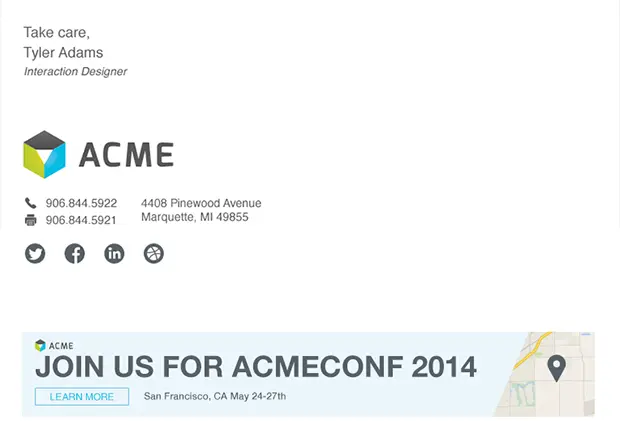 Take care,
Tyler Adams
Interaction Designer
ACME
906.844.5922
906.844.5921
4408 Pinewood Avenue
Marquette, MI 49855
ACME
JOIN US FOR ACMECONF 2014
LEARN MORE
San Francisco, CA May 24-27th